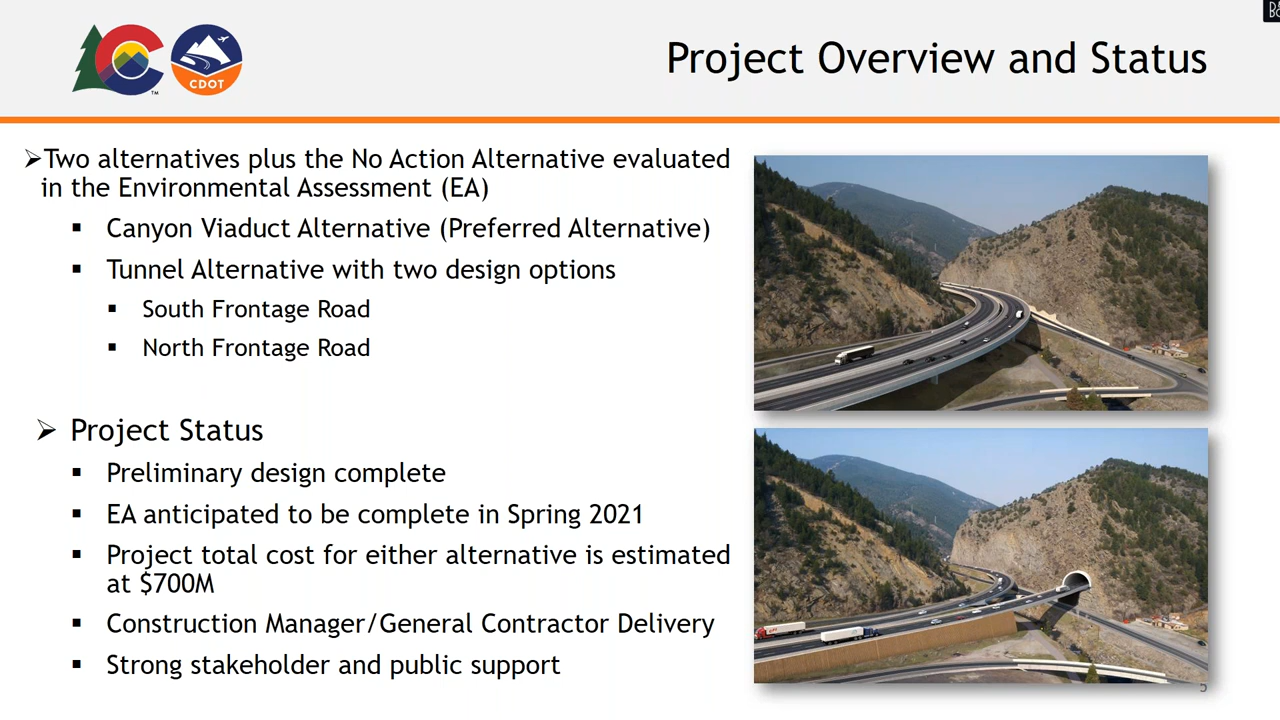 CDOT
TM
Project Overview and Status
➢Two alternatives plus the No Action Alternative evaluated
in the Environmental Assessment (EA)
▪ Canyon Viaduct Alternative (Preferred Alternative)
▪ Tunnel Alternative with two design options
▪ South Frontage Road
▪ North Frontage Road
➢ Project Status
▪ Preliminary design complete
▪ EA anticipated to be complete in Spring 2021
▪ Project total cost for either alternative is estimated
at $700M
▪ Construction Manager/General Contractor Delivery
▪ Strong stakeholder and public support
5